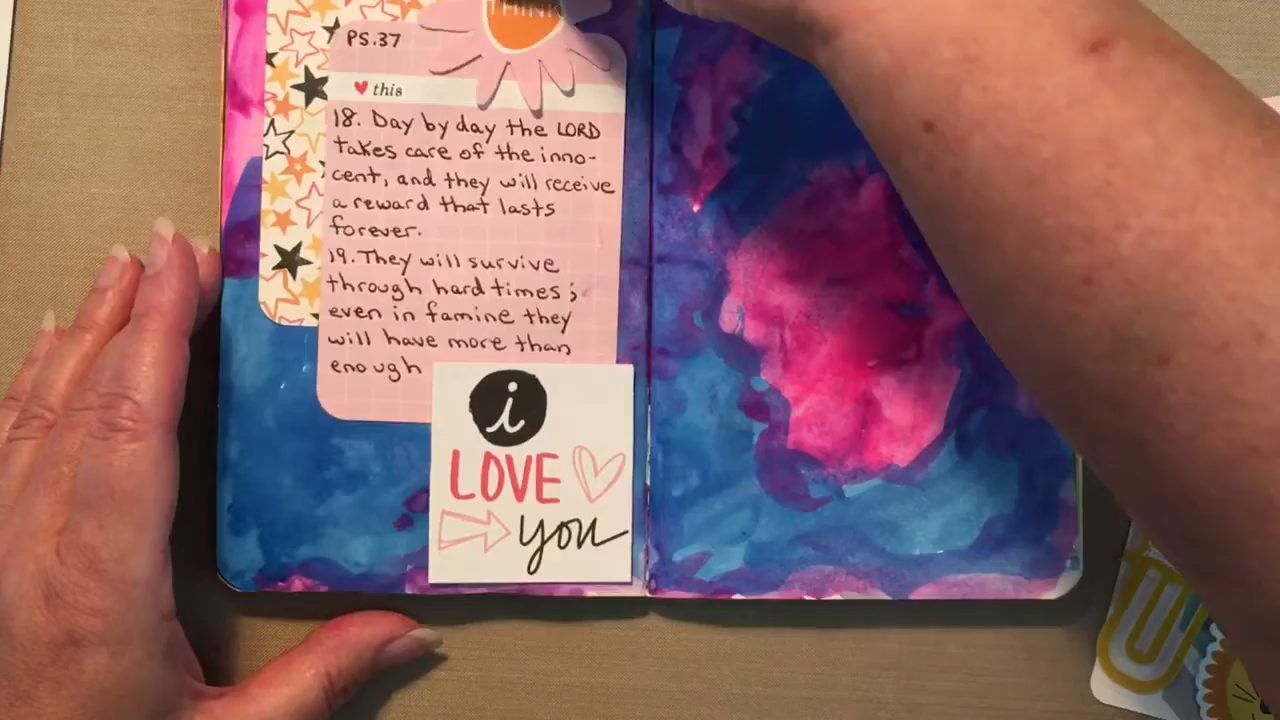 THINK
PS.37
this
18. Day by day the LORD
takes care of the inno-
cent, and they will receive
a reward that lasts
forever.
19. They will survive
through hard times;
even in famine they
will have more than
enough
i
LOVE
you